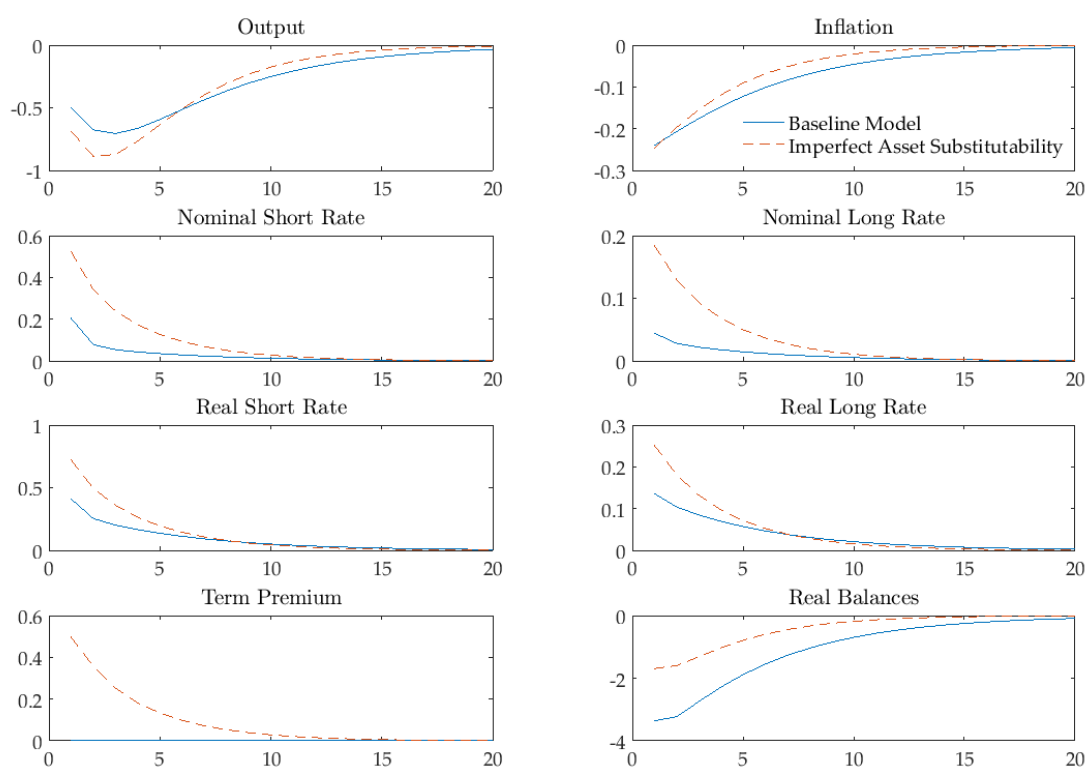 Output
0
-0.5
-1
0 5 10 15 20
Inflation
0
-0.1
-0.2
-0.3
0 5 10 15 20
Baseline Model
Imperfect Asset Substitutability
Nominal Short Rate
0.6
0.4
0.2
0
0 5 10 15 20
Nominal Long Rate
0.2
0.1
0
0 5 10 15 20
Real Short Rate
1
0.5
0
0 5 10 15 20
Real Long Rate
0.3
0.2
0.1
0
0 5 10 15 20
Term Premium
0.6
0.4
0.2
0
0 5 10 15 20
Real Balances
0
-2
-4
0 5 10 15 20